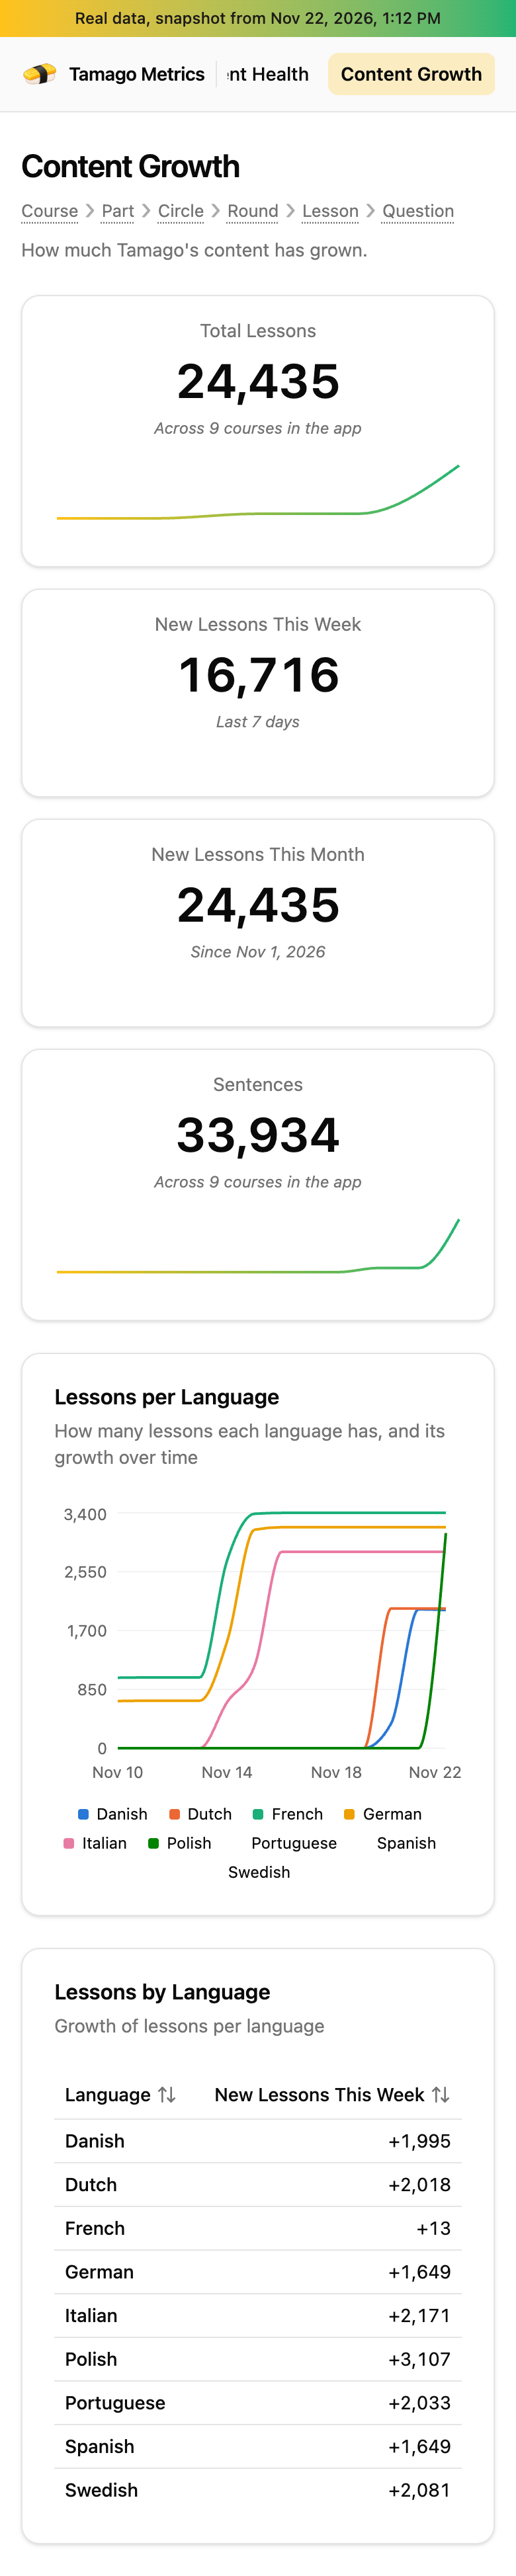 Real data, snapshot from Nov 22, 2026, 1:12 PM
Tamago Metrics
nt Health
Content Growth
Content Growth
Course > Part > Circle > Round > Lesson > Question
How much Tamago's content has grown.
Total Lessons
24,435
Across 9 courses in the app
New Lessons This Week
16,716
Last 7 days
New Lessons This Month
24,435
Since Nov 1, 2026
Sentences
33,934
Across 9 courses in the app
Lessons per Language
How many lessons each language has, and its
growth over time
3,400
2,550
1,700
850
0
Nov 10 Nov 14 Nov 18 Nov 22
Danish Dutch French German
Italian Polish Portuguese Spanish
Swedish
Lessons by Language
Growth of lessons per language
Language New Lessons This Week
Danish +1,995
Dutch +2,018
French +13
German +1,649
Italian +2,171
Polish +3,107
Portuguese +2,033
Spanish +1,649
Swedish +2,081